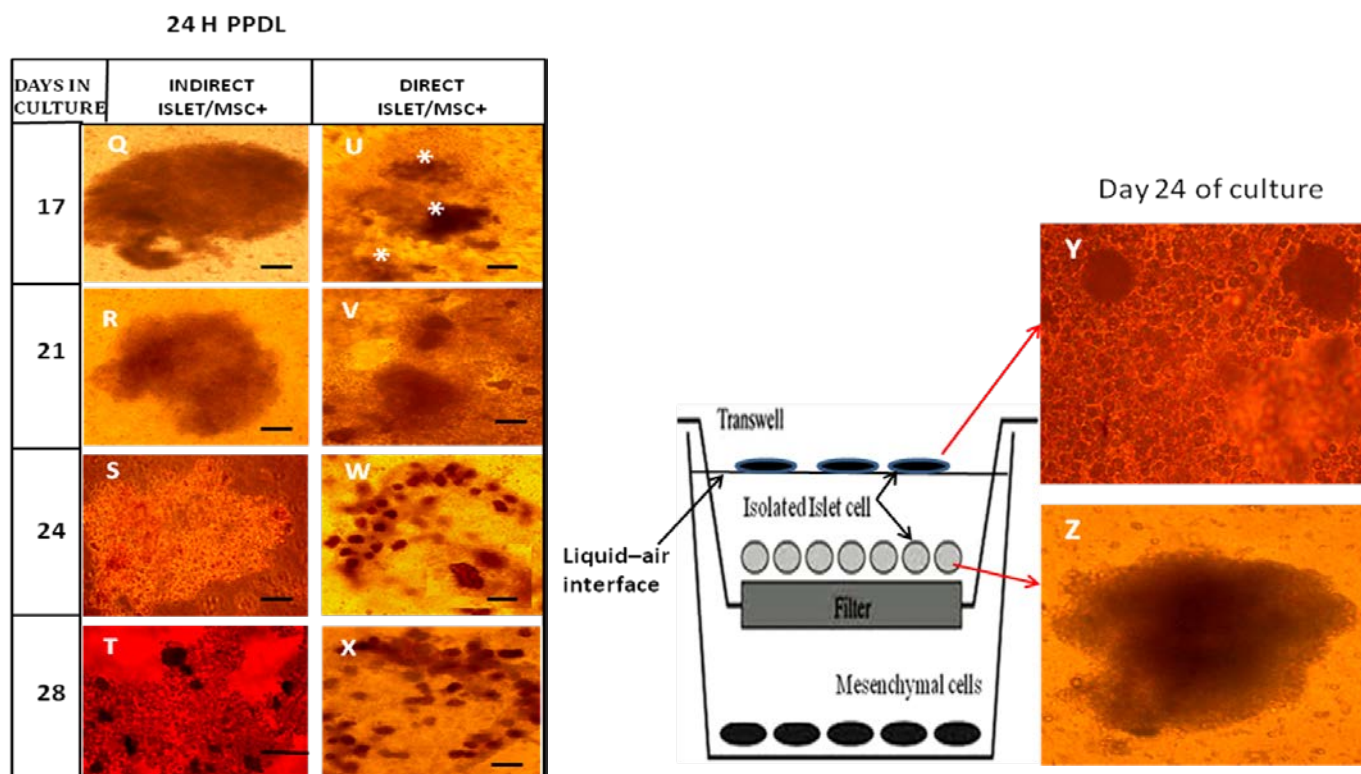 24 H PPDL
DAYS IN
CULTURE
INDIRECT
ISLET/MSC+
DIRECT
ISLET/MSC+
17
Q
U
*
*
*
21
R
V
24
S
W
28
T
X
Day 24 of culture
Y
Z
Transwell
Isolated Islet cell
Liquid–air
interface
Filter
Mesenchymal cells